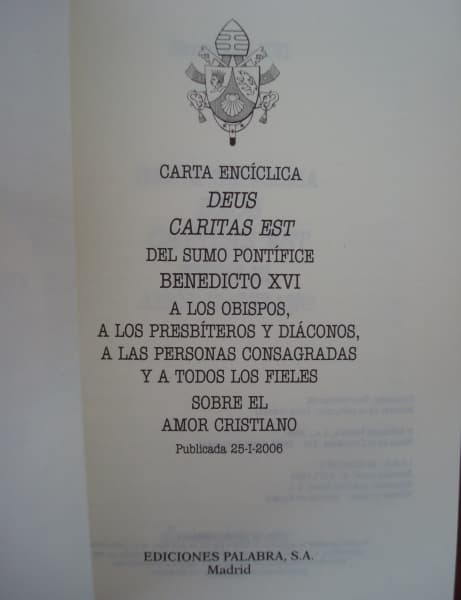 CARTA ENCÍCLICA
DEUS
CARITAS EST
DEL SUMO PONTÍFICE
BENEDICTO XVI
A LOS OBISPOS,
A LOS PRESBÍTEROS Y DIÁCONOS,
A LAS PERSONAS CONSAGRADAS
Y A TODOS LOS FIELES
SOBRE EL
AMOR CRISTIANO
Publicada 25-I-2006
EDICIONES PALABRA, S.A.
Madrid